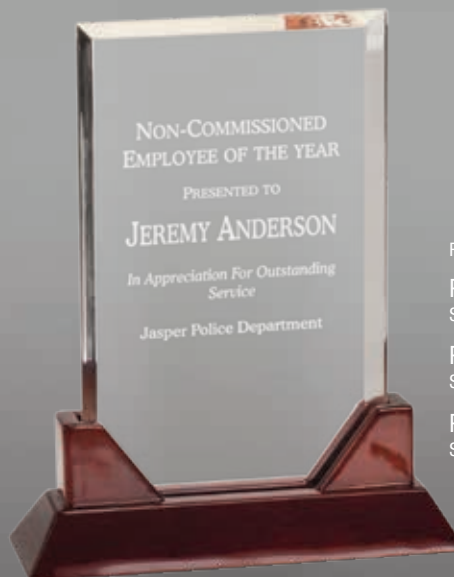 NON-COMMISSIONED
EMPLOYEE OF THE YEAR
PRESENTED TO
JEREMY ANDERSON
In Appreciation For Outstanding
Service
Jasper Police Department